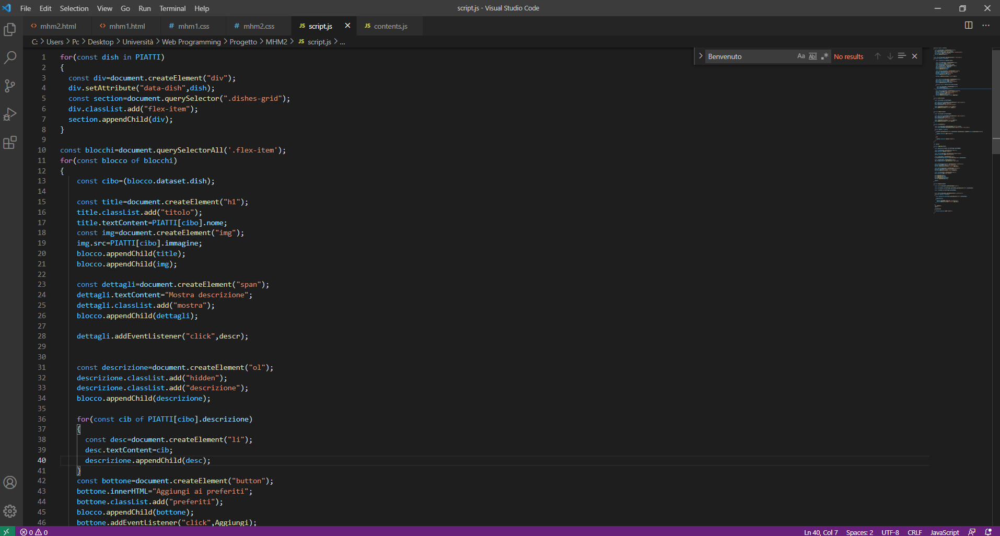 File Edit Selection View Go Run Terminal Help
script.js - Visual Studio Code
<> mhm2.html
<> mhm1.html
# mhm1.css
# mhm2.css
JS script.js
JS contents.js
C: > Users > Pc > Desktop > Università > Web Programming > Progetto > MHM2 > JS script.js > ...
Benvenuto Aa Abl .* No results
1 for(const dish in PIATTI)
2 {
3 const div=document.createElement("div");
4 div.setAttribute("data-dish",dish);
5 const section=document.querySelector(".dishes-grid");
6 div.classList.add("flex-item");
7 section.appendChild(div);
8 }
9
10 const blocchi=document.querySelectorAll('.flex-item');
11 for(const blocco of blocchi)
12 {
13 const cibo=(blocco.dataset.dish);
14
15 const title=document.createElement("h1");
16 title.classList.add("titolo");
17 title.textContent=PIATTI[cibo].nome;
18 const img=document.createElement("img");
19 img.src=PIATTI[cibo].immagine;
20 blocco.appendChild(title);
21 blocco.appendChild(img);
22
23 const dettagli=document.createElement("span");
24 dettagli.textContent="Mostra descrizione";
25 dettagli.classList.add("mostra");
26 blocco.appendChild(dettagli);
27
28 dettagli.addEventListener("click",descr);
29
30
31 const descrizione=document.createElement("ol");
32 descrizione.classList.add("hidden");
33 descrizione.classList.add("descrizione");
34 blocco.appendChild(descrizione);
35
36 for(const cib of PIATTI[cibo].descrizione)
37 {
38 const desc=document.createElement("li");
39 desc.textContent=cib;
40 descrizione.appendChild(desc);
41 }
42 const bottone=document.createElement("button");
43 bottone.innerHTML="Aggiungi ai preferiti";
44 bottone.classList.add("preferiti");
45 blocco.appendChild(bottone);
46 bottone.addEventListener("click",Aggiungi);
0 0
Ln 40, Col 7 Spaces: 2 UTF-8 CRLF JavaScript